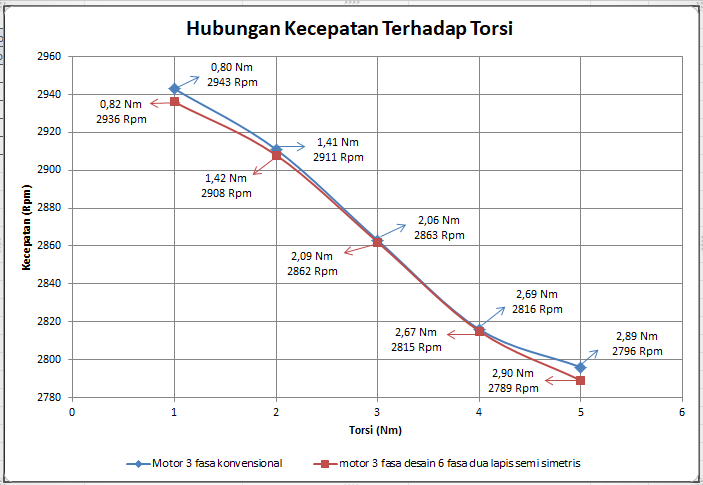 Hubungan Kecepatan Terhadap Torsi
2960
2940
2920
2900
2880
2860
2840
2820
2800
2780
Kecepatan (Rpm)
0,80 Nm
2943 Rpm
0,82 Nm
2936 Rpm
1,41 Nm
2911 Rpm
1,42 Nm
2908 Rpm
2,06 Nm
2863 Rpm
2,09 Nm
2862 Rpm
2,69 Nm
2816 Rpm
2,67 Nm
2815 Rpm
2,89 Nm
2796 Rpm
2,90 Nm
2789 Rpm
0 1 2 3 4 5 6
Torsi (Nm)
Motor 3 fasa konvensional
motor 3 fasa desain 6 fasa dua lapis semi simetris